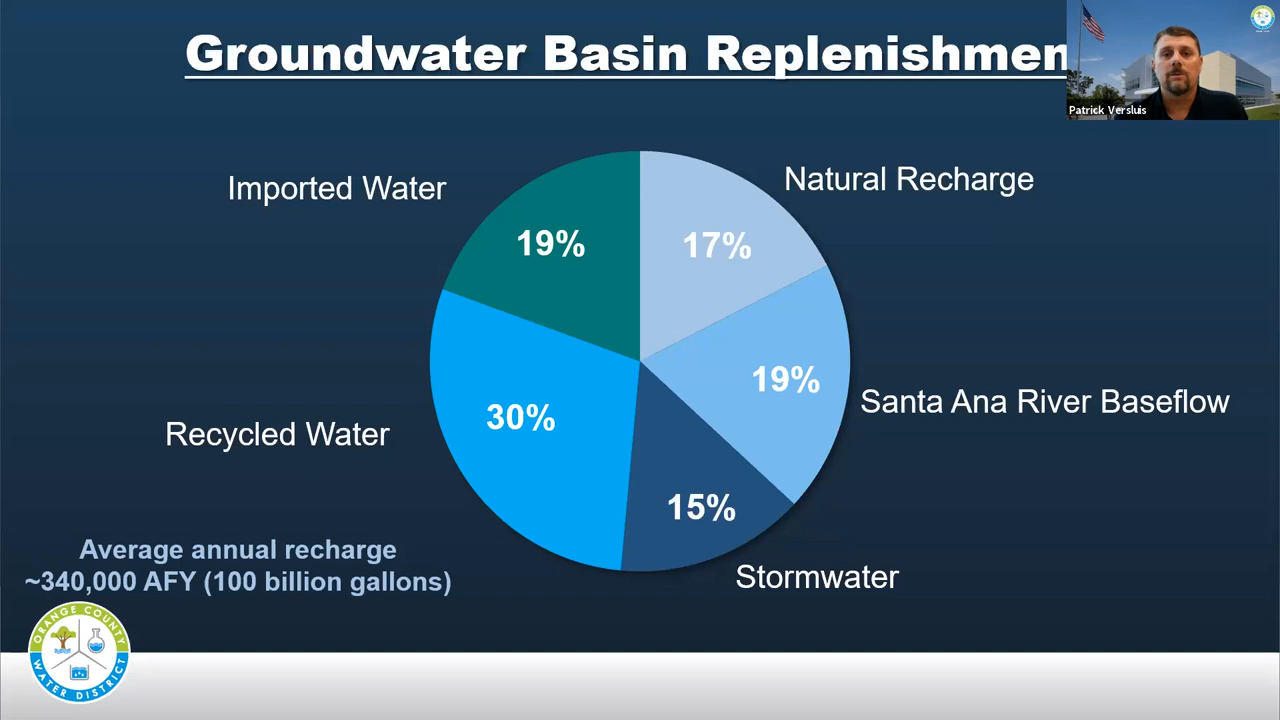 Groundwater Basin Replenishmen
Patrick Versluis
Imported Water
Natural Recharge
19%
17%
19%
Santa Ana River Baseflow
30%
Recycled Water
15%
Stormwater
Average annual recharge
~340,000 AFY (100 billion gallons)
ORANGE COUNTY
WATER DISTRICT